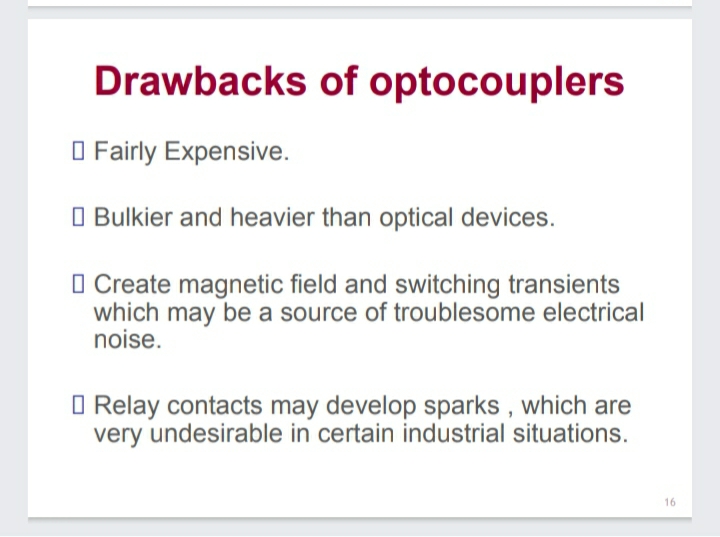 Drawbacks of optocouplers
▯ Fairly Expensive.
▯ Bulkier and heavier than optical devices.
▯ Create magnetic field and switching transients
which may be a source of troublesome electrical
noise.
▯ Relay contacts may develop sparks , which are
very undesirable in certain industrial situations.
16